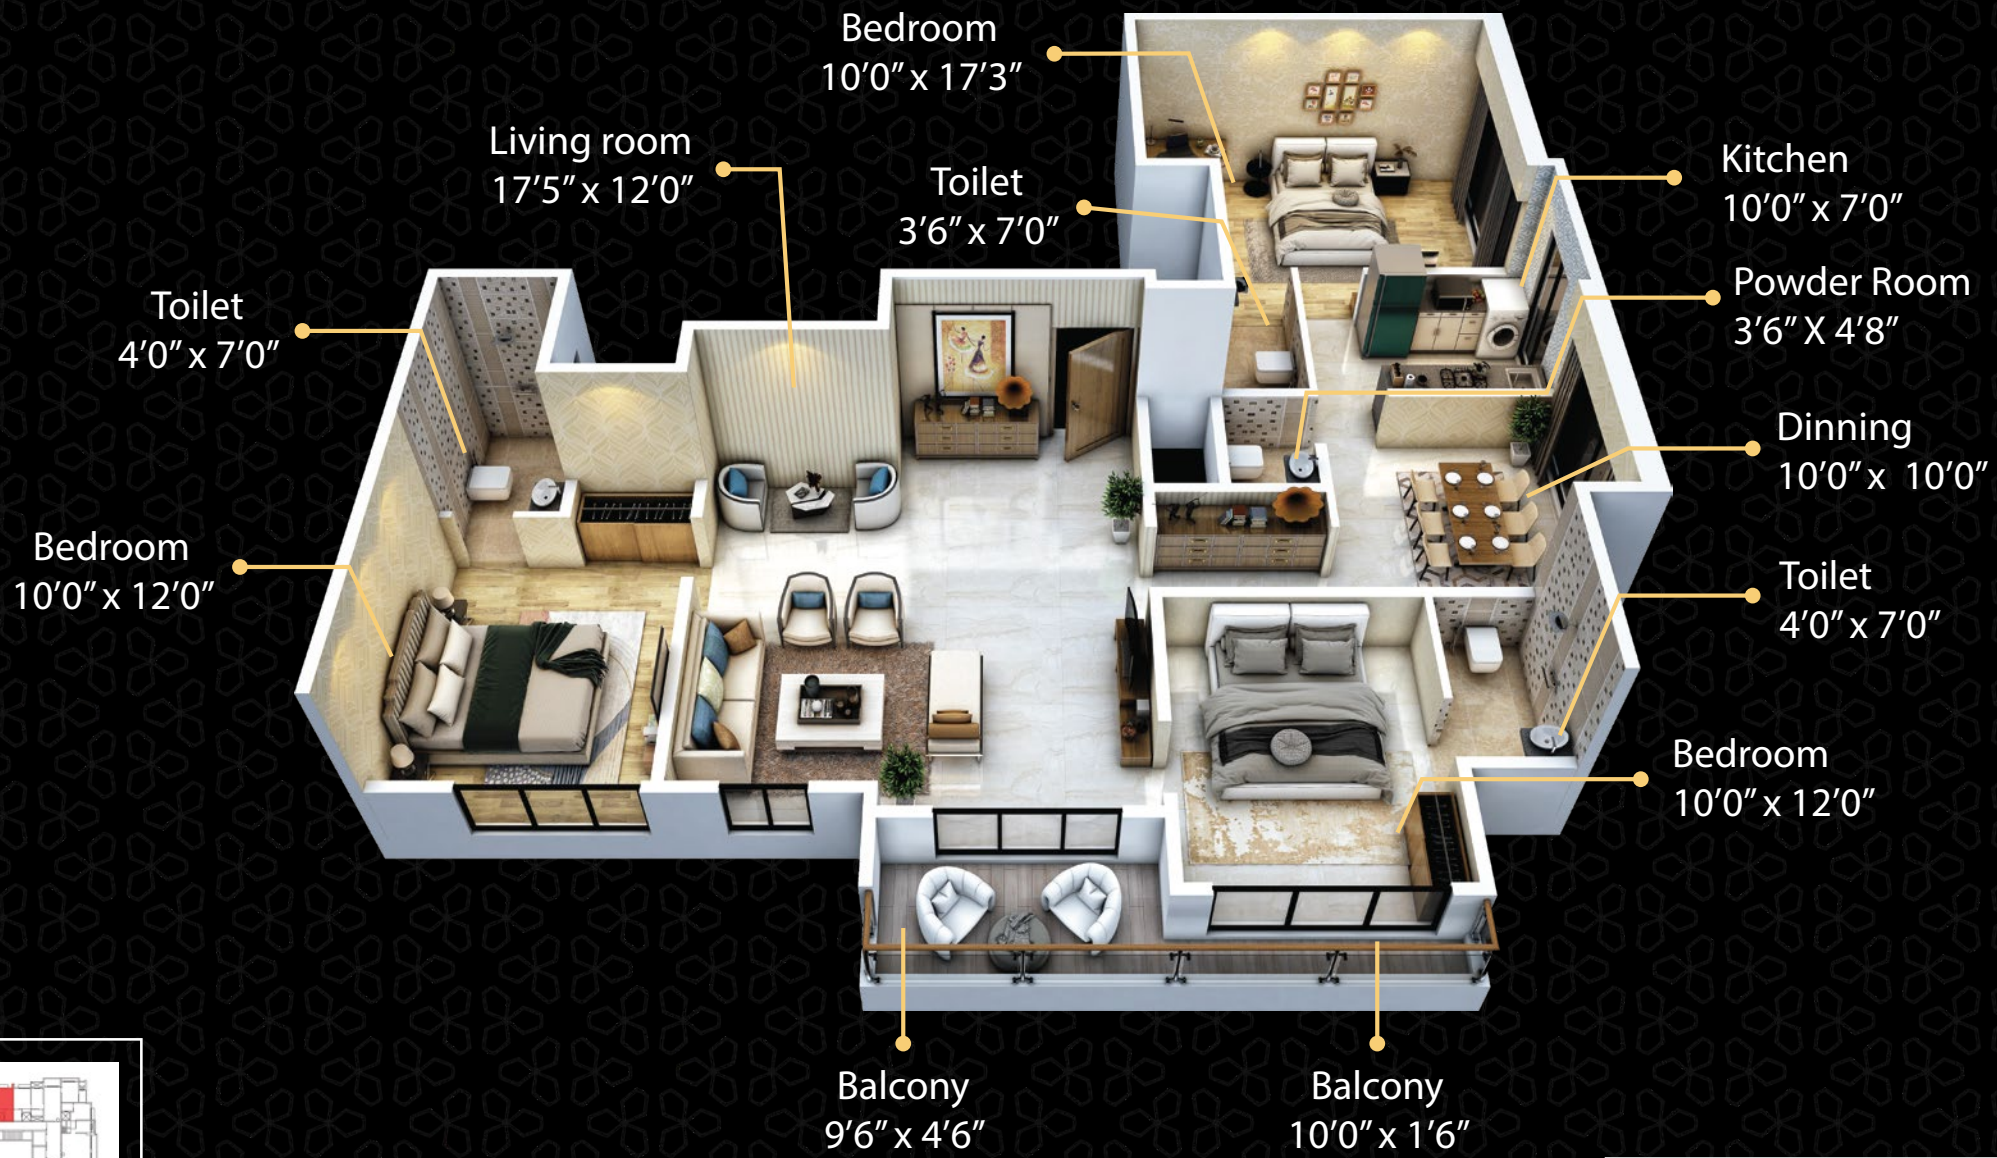 Bedroom
10'0" x 17'3"
Living room
17'5" x 12'0"
Toilet
3'6" x 7'0"
Kitchen
10'0" x 7'0"
Toilet
4'0" x 7'0"
Powder Room
3'6" X 4'8"
Dinning
10'0" x 10'0"
Bedroom
10'0" x 12'0"
Toilet
4'0" x 7'0"
Bedroom
10'0" x 12'0"
Balcony
9'6" x 4'6"
Balcony
10'0" x 1'6"